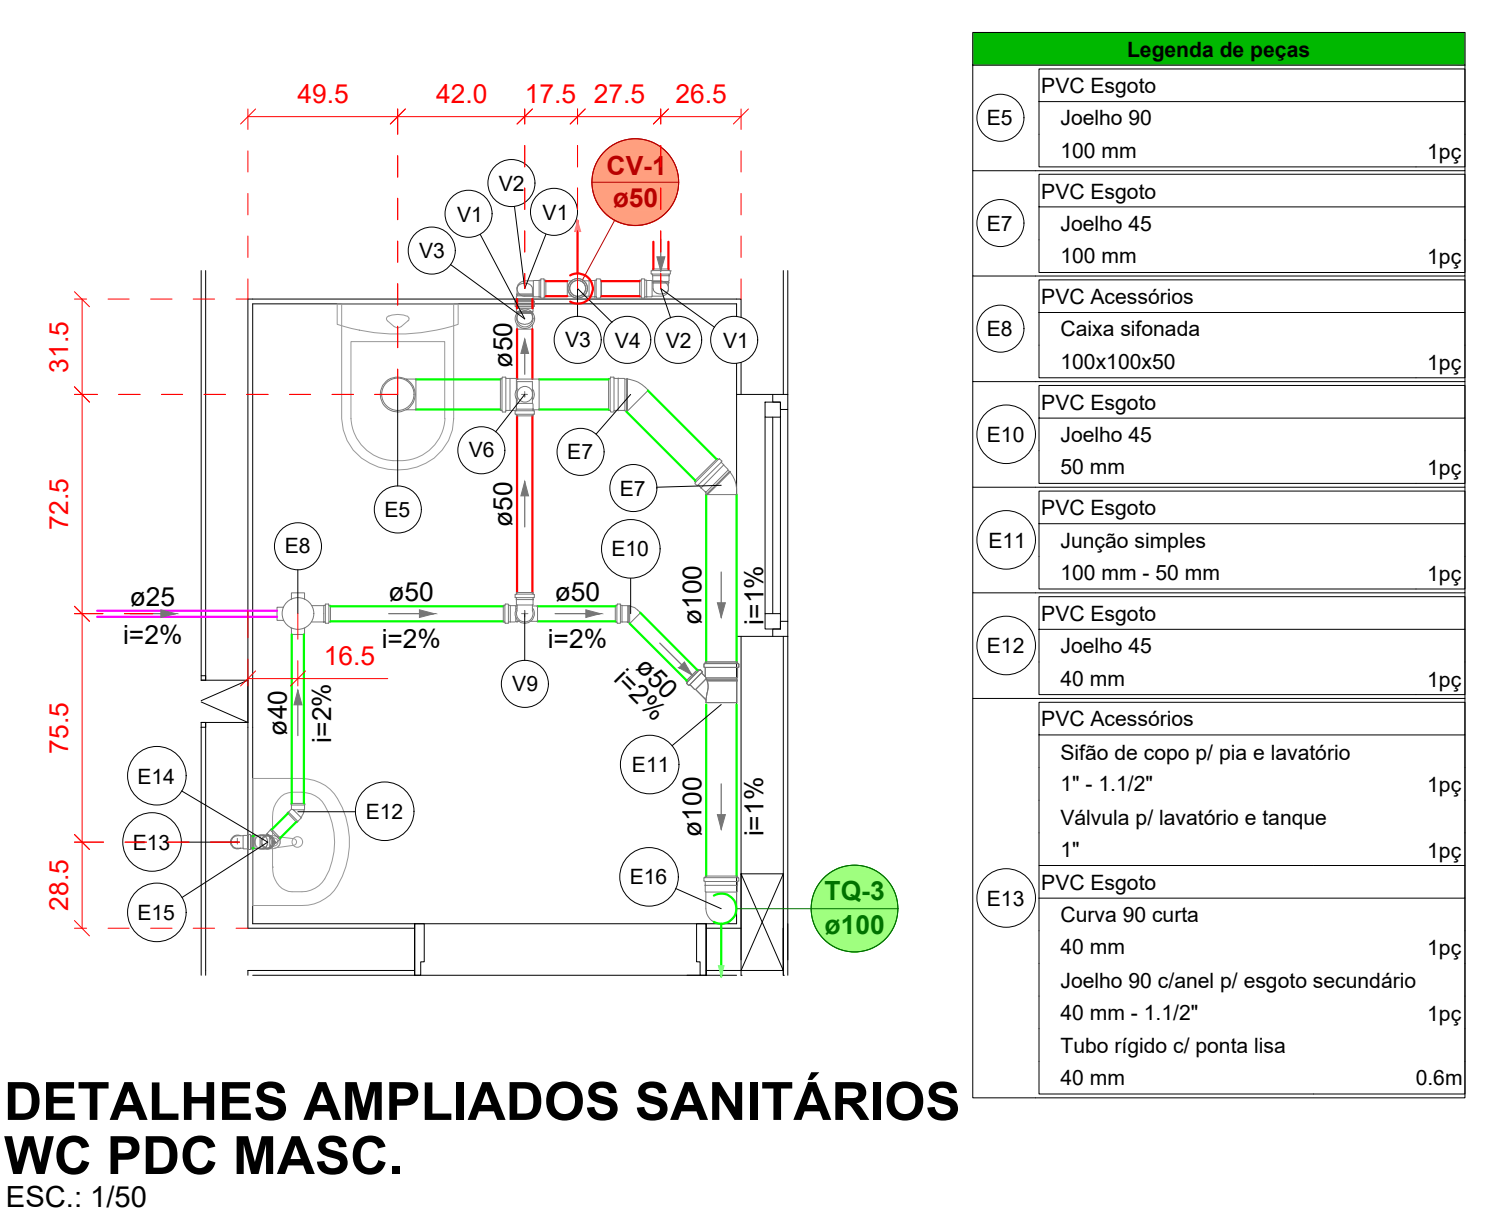 49.5 42.0 17.5 27.5 26.5
CV-1
ø50
V2
V1 V1
V3
31.5
ø50
V3 V4 V2 V1
V6 E7
E7
E5
72.5
ø50
E8 E10
ø25 ø50 ø50
i=2% i=2% i=2%
ø100 i=1%
16.5
V9
ø50
i=2%
ø40 i=2%
75.5
E14
E11
E12
E13
ø100 i=1%
E16
E15
28.5
TQ-3
ø100
Legenda de peças
PVC Esgoto
E5 Joelho 90
100 mm 1pç
PVC Esgoto
E7 Joelho 45
100 mm 1pç
PVC Acessórios
E8 Caixa sifonada
100x100x50 1pç
PVC Esgoto
E10 Joelho 45
50 mm 1pç
PVC Esgoto
E11 Junção simples
100 mm - 50 mm 1pç
PVC Esgoto
E12 Joelho 45
40 mm 1pç
PVC Acessórios
Sifão de copo p/ pia e lavatório
1" - 1.1/2" 1pç
Válvula p/ lavatório e tanque
1" 1pç
PVC Esgoto
E13 Curva 90 curta
40 mm 1pç
Joelho 90 c/anel p/ esgoto secundário
40 mm - 1.1/2" 1pç
Tubo rígido c/ ponta lisa
40 mm 0.6m
DETALHES AMPLIADOS SANITÁRIOS
WC PDC MASC.
ESC.: 1/50